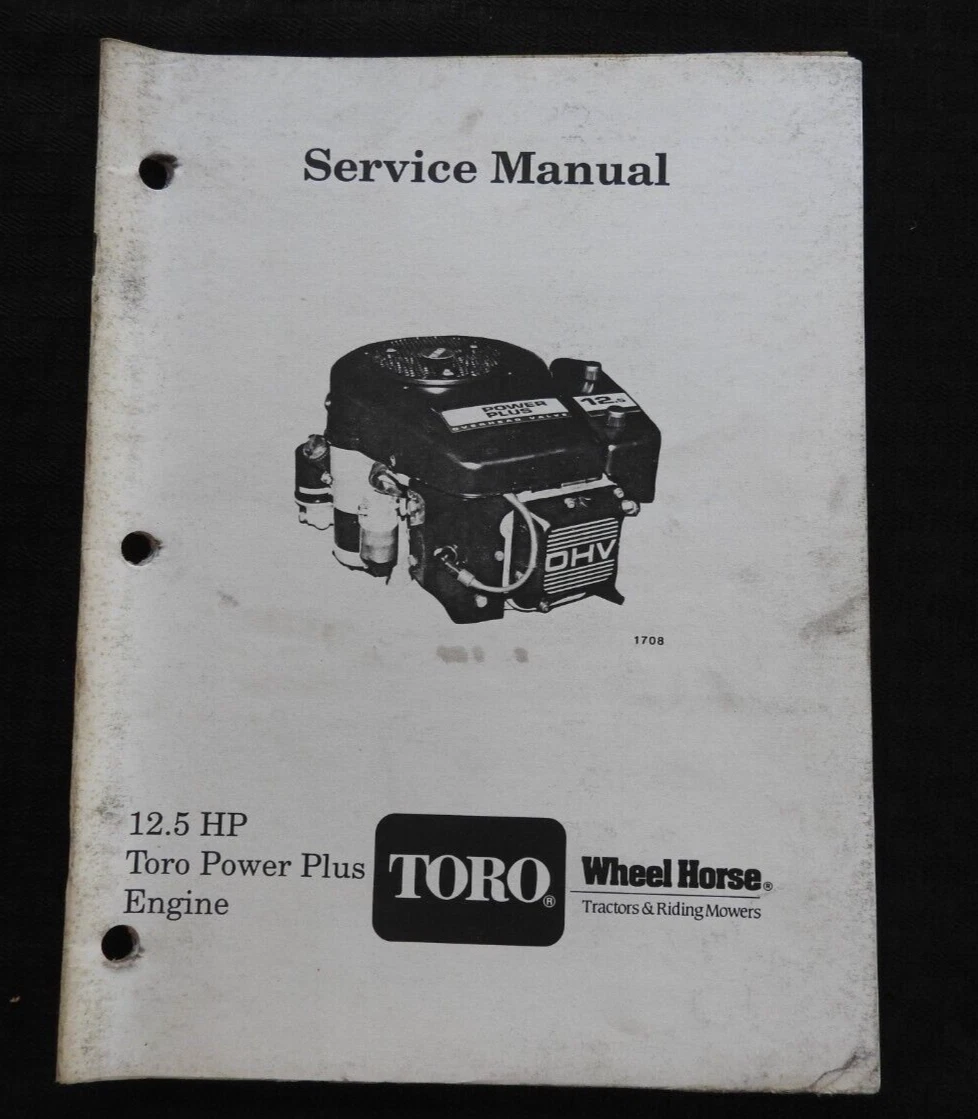 Service Manual
POWER
PLUS
OVERHEAD VALVE
12.5
OHV
1708
12.5 HP
Toro Power Plus
Engine
TORO®
Wheel Horse®
Tractors & Riding Mowers